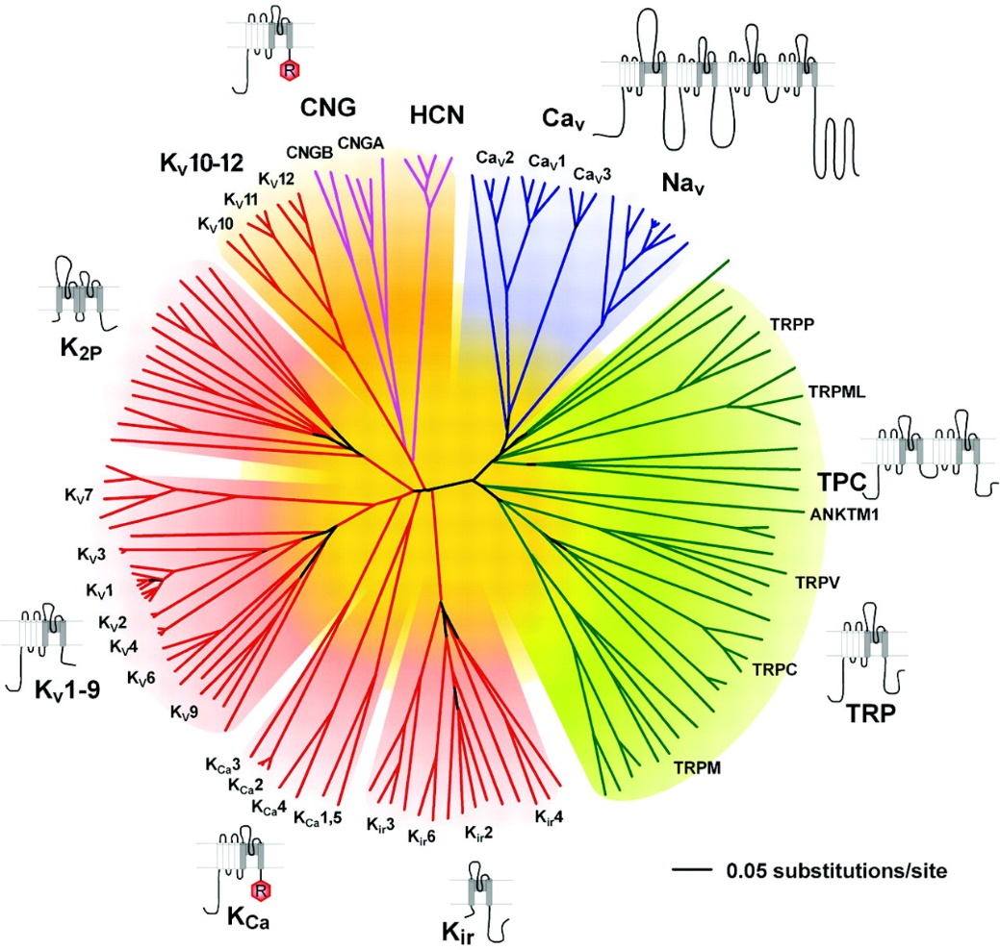 R
CNG
HCN
Cav
Nav
Kv10-12
CNGB
CNGA
Kv12
Kv11
Kv10
Cav2
Cav1
Cav3
K2P
TRPP
TRPML
TPC
ANKTM1
TRPV
TRPC
TRP
TRPM
Kv7
Kv3
Kv1
Kv2
Kv4
Kv6
Kv9
Kv1-9
KCa3
KCa2
KCa4
KCa1,5
Kir3
Kir6
Kir2
Kir4
R
KCa
Kir
0.05 substitutions/site